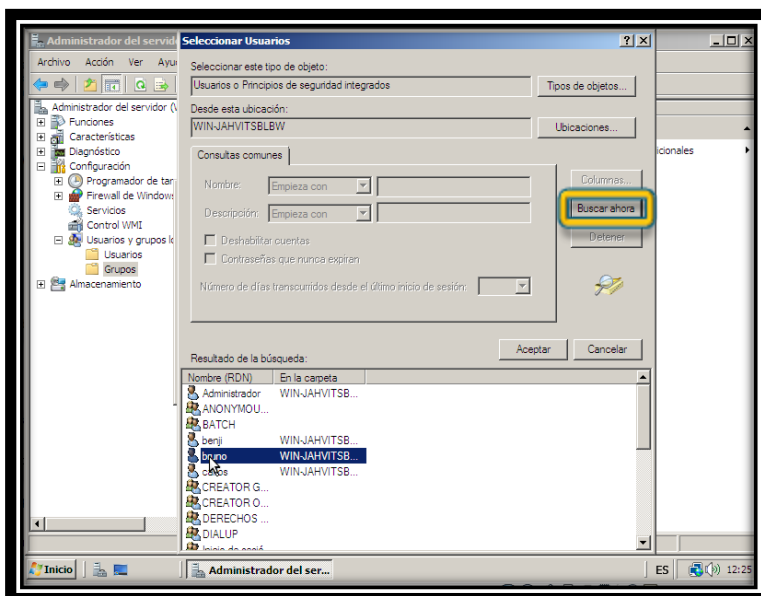 Administrador del servid
Seleccionar Usuarios
Archivo Acción Ver Ayu
Administrador del servidor (
Funciones
Características
Diagnóstico
Configuración
Programador de tar
Firewall de Windows
Servicios
Control WMI
Usuarios y grupos lo
Usuarios
Grupos
Almacenamiento
Seleccionar este tipo de objeto:
Usuarios o Principios de seguridad integrados
Tipos de objetos...
Desde esta ubicación:
WIN-JAHVITSBLBW
Ubicaciones...
Consultas comunes
Nombre: Empieza con
Descripción: Empieza con
Deshabilitar cuentas
Contraseñas que nunca expiran
Número de días transcurridos desde el último inicio de sesión:
Columnas...
Buscar ahora
Detener
Aceptar Cancelar
Resultado de la búsqueda:
Nombre (RDN) En la carpeta
Administrador WIN-JAHVITSB...
ANONYMOU...
BATCH
benji WIN-JAHVITSB...
bruno WIN-JAHVITSB...
WIN-JAHVITSB...
CREATOR G...
CREATOR O...
DERECHOS ...
DIALUP
icionales
Inicio
Administrador del ser...
ES 12:25